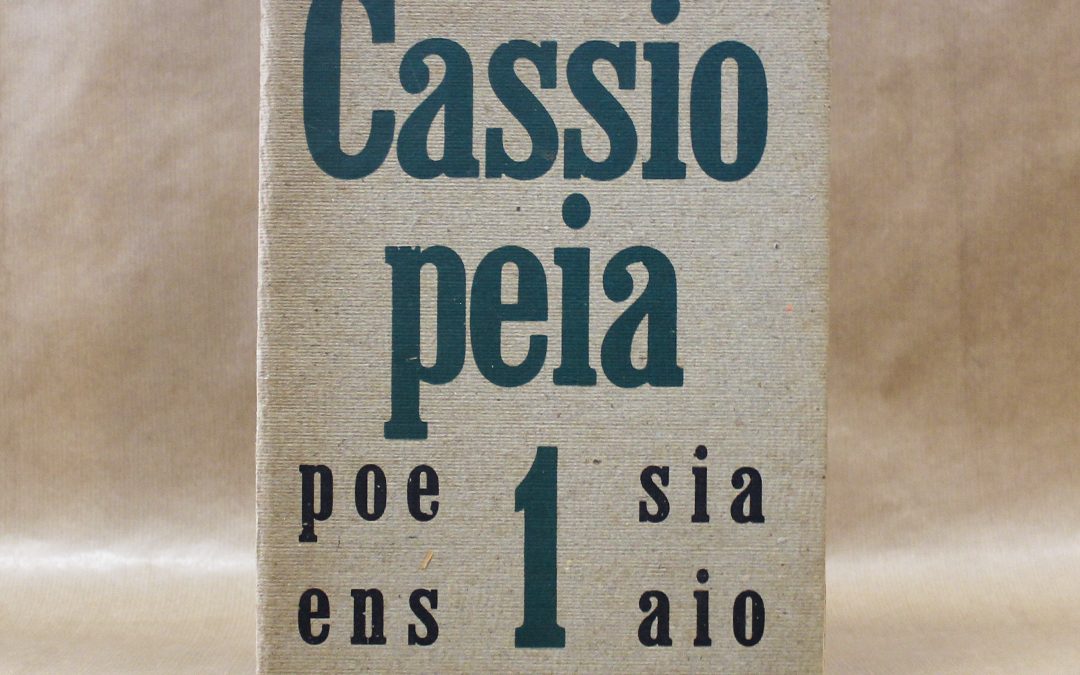 Cassio
peia
poe 1 sia
ens aio